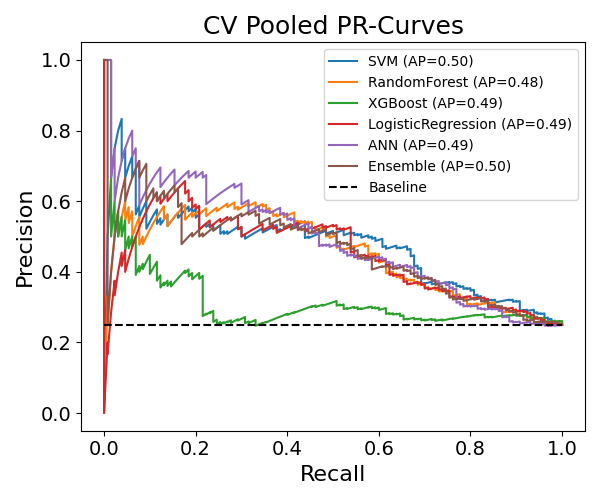 CV Pooled PR-Curves
SVM (AP=0.50)
RandomForest (AP=0.48)
XGBoost (AP=0.49)
LogisticRegression (AP=0.49)
ANN (AP=0.49)
Ensemble (AP=0.50)
Baseline
Precision
1.0
0.8
0.6
0.4
0.2
0.0
0.0 0.2 0.4 0.6 0.8 1.0
Recall